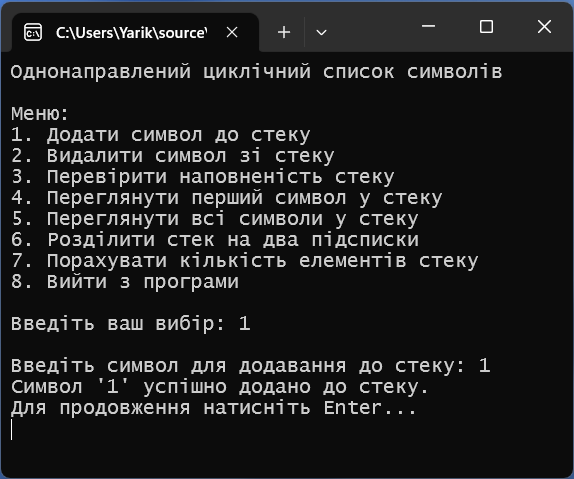 C:\Users\Yarik\source\
Однонаправлений циклічний список символів
Меню:
1. Додати символ до стеку
2. Видалити символ зі стеку
3. Перевірити наповненість стеку
4. Переглянути перший символ у стеку
5. Переглянути всі символи у стеку
6. Розділити стек на два підсписки
7. Порахувати кількість елементів стеку
8. Вийти з програми
Введіть ваш вибір: 1
Введіть символ для додавання до стеку: 1
Символ '1' успішно додано до стеку.
Для продовження натисніть Enter...